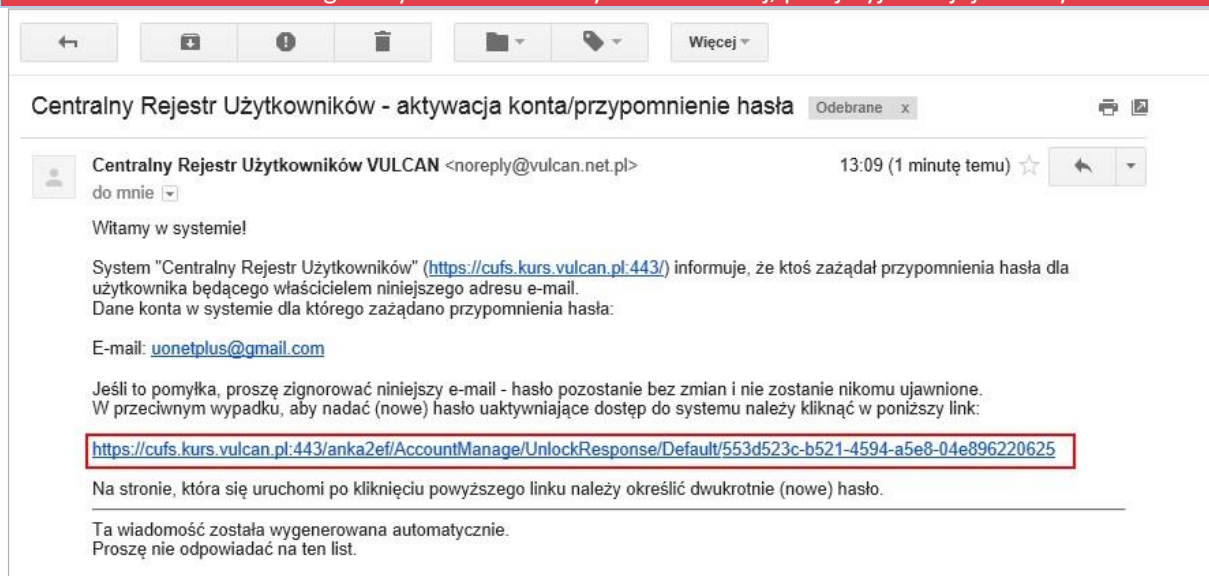 Więcej
Centralny Rejestr Użytkowników - aktywacja konta/przypomnienie hasła Odebrane x
Centralny Rejestr Użytkowników VULCAN <noreply@vulcan.net.pl> 13:09 (1 minutę temu)
do mnie
Witamy w systemie!
System "Centralny Rejestr Użytkowników" (https://cufs.kurs.vulcan.pl:443/) informuje, że ktoś zażądał przypomnienia hasła dla
użytkownika będącego właścicielem niniejszego adresu e-mail.
Dane konta w systemie dla którego zażądano przypomnienia hasła:
E-mail: uonetplus@gmail.com
Jeśli to pomyłka, proszę zignorować niniejszy e-mail - hasło pozostanie bez zmian i nie zostanie nikomu ujawnione.
W przeciwnym wypadku, aby nadać (nowe) hasło uaktywniające dostęp do systemu należy kliknąć w poniższy link:
https://cufs.kurs.vulcan.pl:443/anka2ef/AccountManage/UnlockResponse/Default/553d523c-b521-4594-a5e8-04e896220625
Na stronie, która się uruchomi po kliknięciu powyższego linku należy określić dwukrotnie (nowe) hasło.
Ta wiadomość została wygenerowana automatycznie.
Proszę nie odpowiadać na ten list.